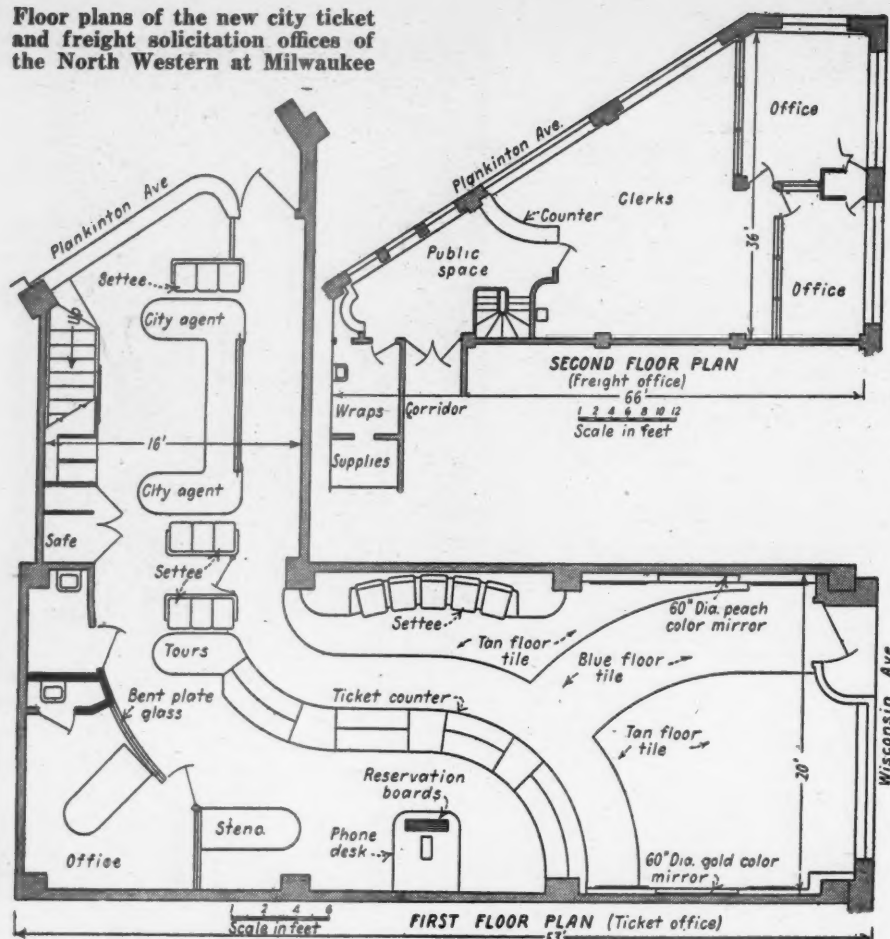 Floor plans of the new city ticket
and freight solicitation offices of
the North Western at Milwaukee
Plankinton Ave.
Office
Clerks
Counter
Public
space
36'
Office
SECOND FLOOR PLAN
(Freight office)
66'
1 2 4 6 8 10 12
Scale in feet
Wraps
Corridor
Supplies
Plankinton Ave
Settee
City agent
Up
16'
City agent
Safe
Settee
Tours
Bent plate
glass
Ticket counter
Settee
Tan floor
tile
60" Dia. peach
color mirror
Blue floor
tile
Tan floor
tile
Wisconsin Ave.
20"
Reservation
boards
Phone
desk
Steno.
Office
60" Dia. gold color
mirror
1 2 4 6
Scale in feet
FIRST FLOOR PLAN (Ticket office)
53'